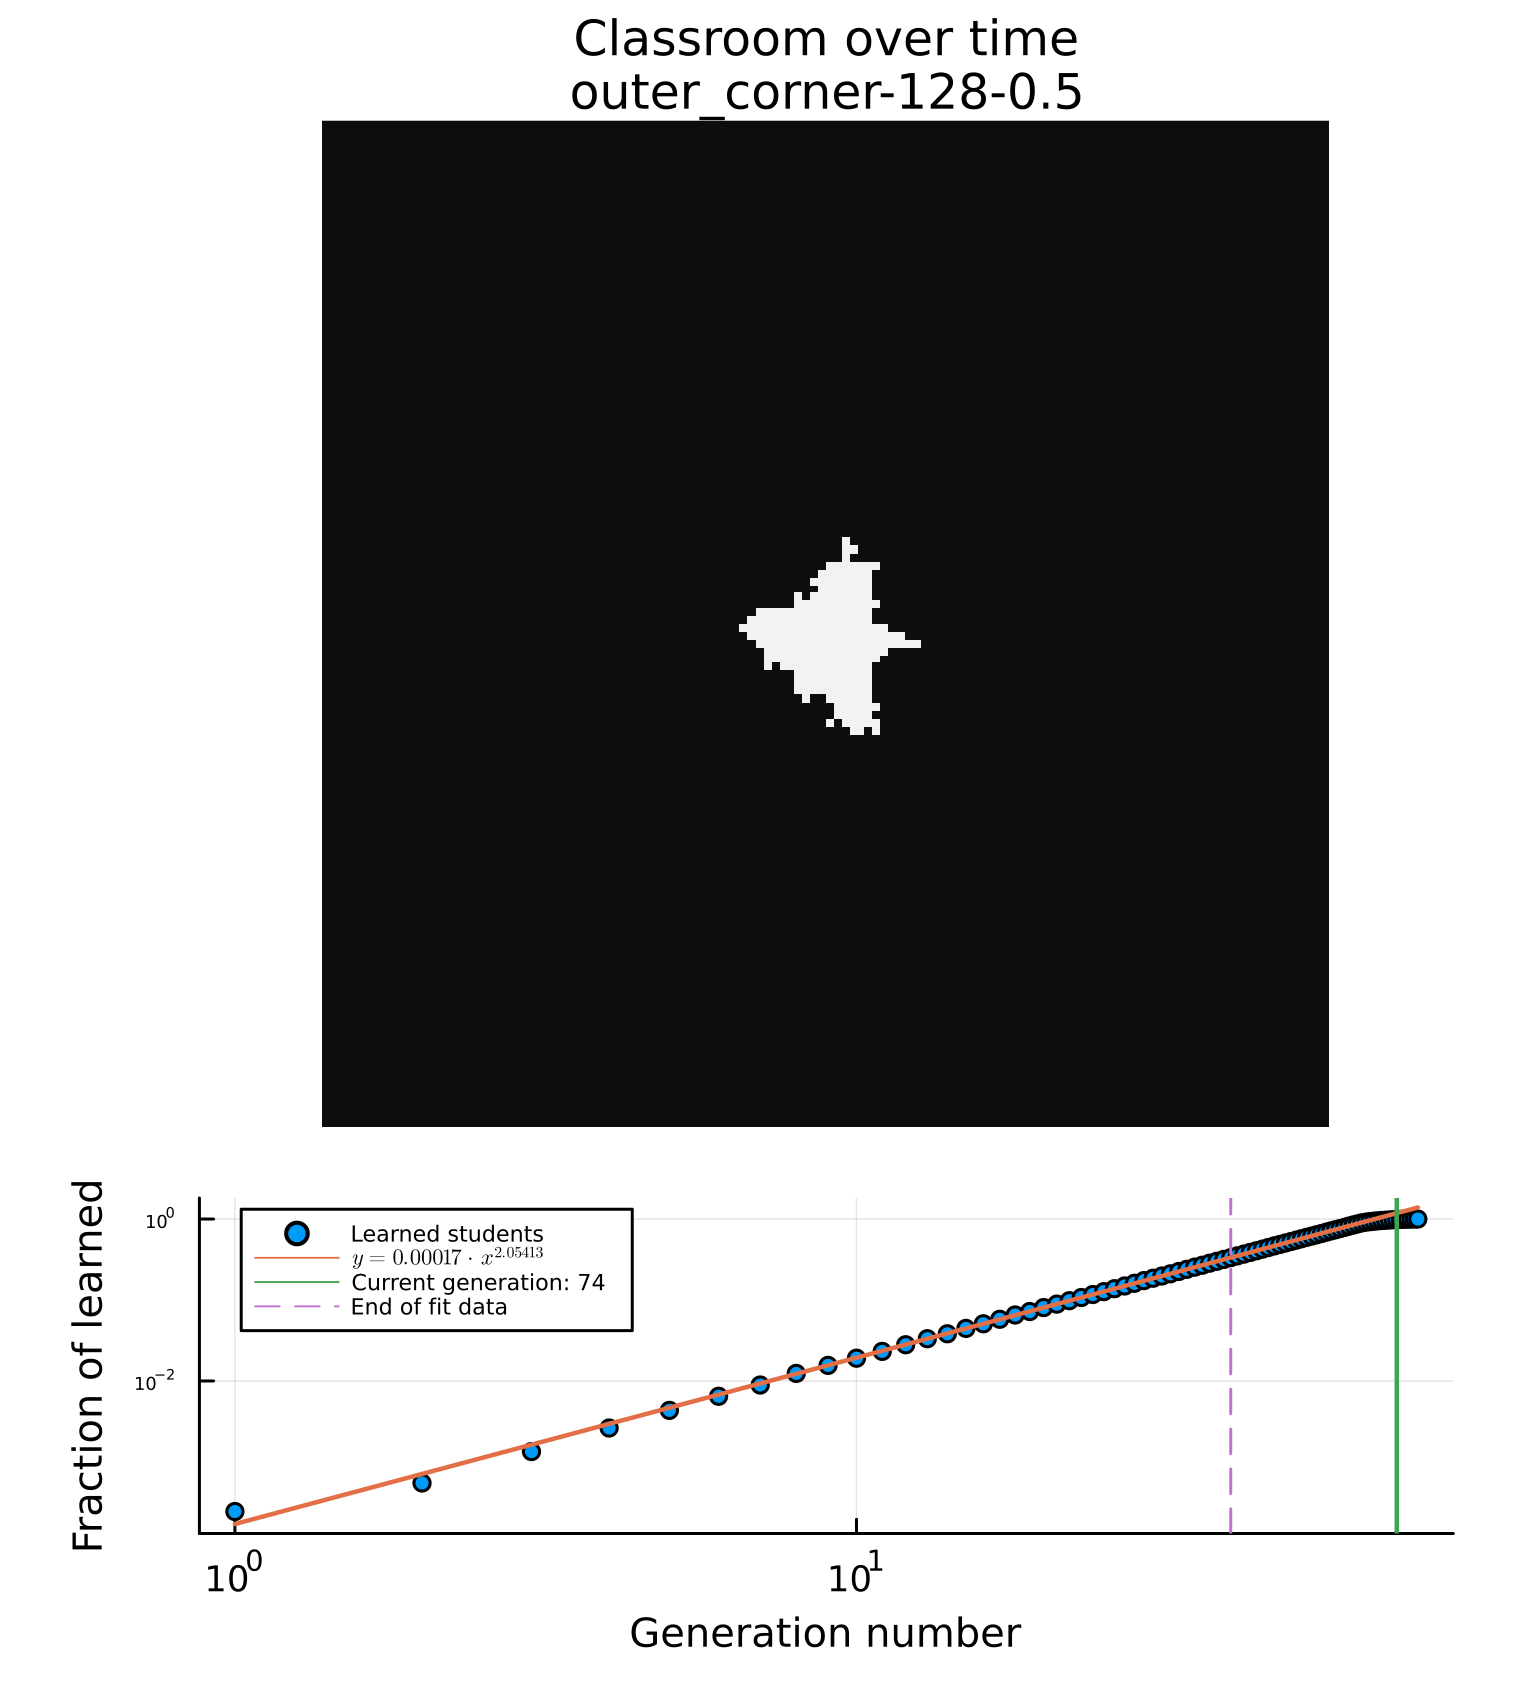 Classroom over time
outer_corner-128-0.5
Fraction of learned
10^0
10^-2
Learned students
y = 0.00017 · x^2.05413
Current generation: 74
End of fit data
10^0
10^1
Generation number